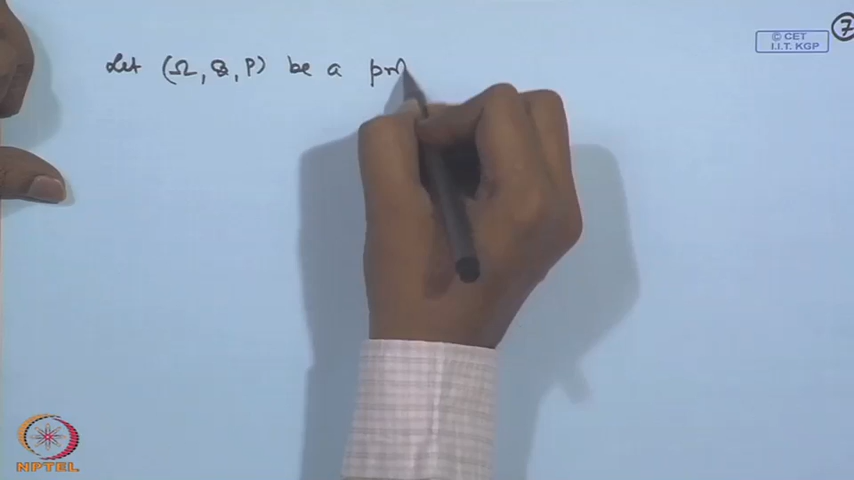 Let (Ω, B, P) be a pro
© CET
I.I.T. KGP
7
NPTEL